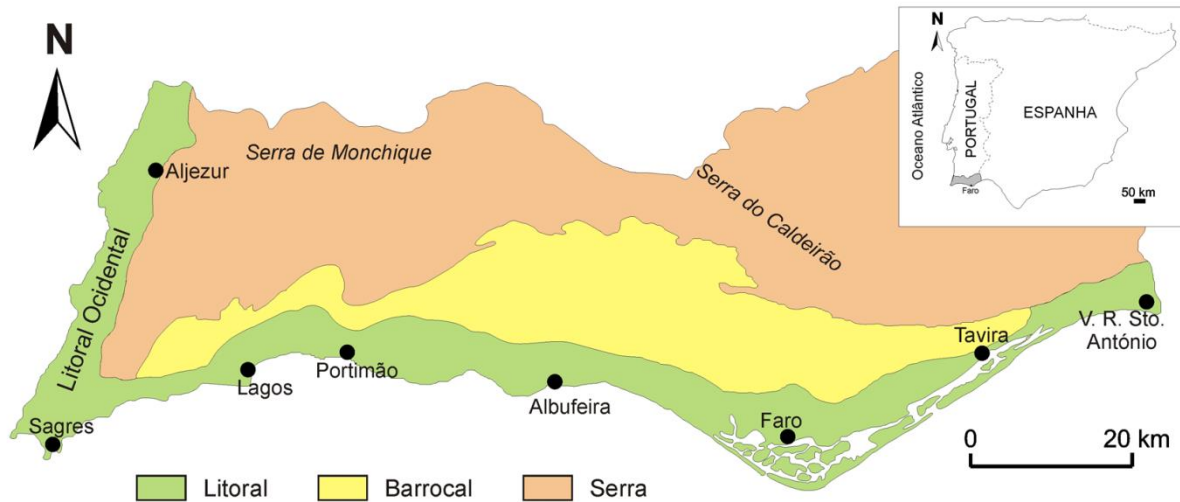 N
Aljezur
Serra de Monchique
Serra do Caldeirão
Litoral Ocidental
Sagres
Lagos
Portimão
Albufeira
Faro
Tavira
V. R. Sto.
António
0 20 km
Litoral
Barrocal
Serra
N
Oceano Atlântico
PORTUGAL
ESPANHA
Faro
50 km